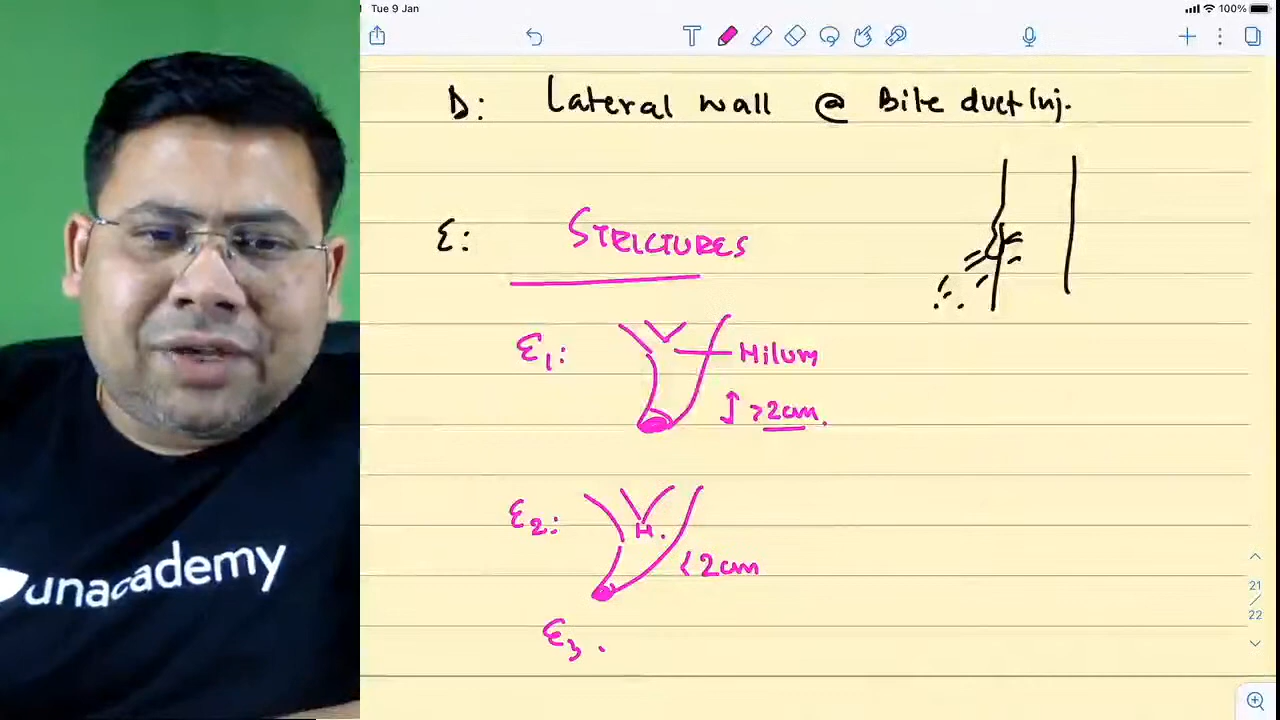 Tue 9 Jan
100%
D: Lateral wall @ Bile duct Inj.
E: STRICTURES
E1: Hilum
>2cm.
E2: H.
<2cm
E3.
unacademy
21
/
22